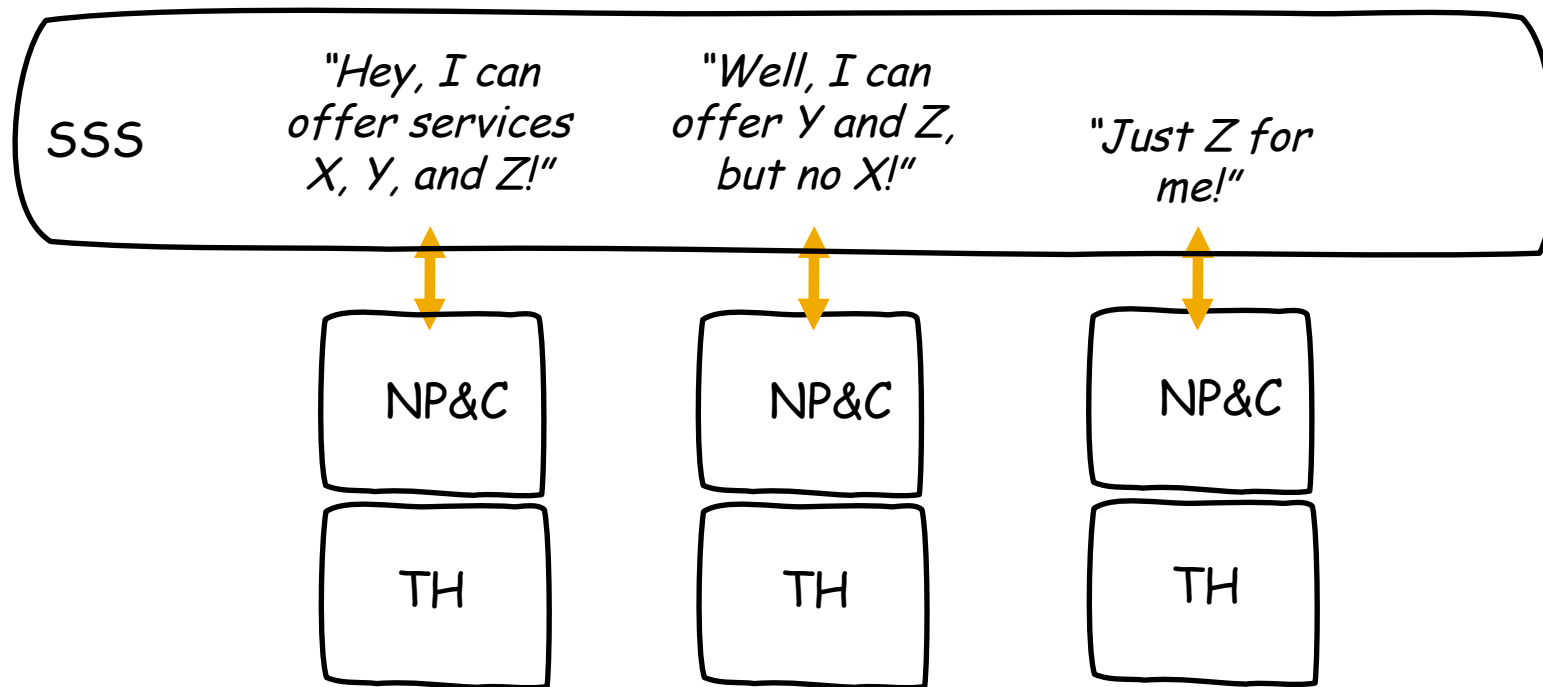 SSS
"Hey, I can
offer services
X, Y, and Z!"
"Well, I can
offer Y and Z,
but no X!"
"Just Z for
me!"
NP&C
NP&C
NP&C
TH
TH
TH